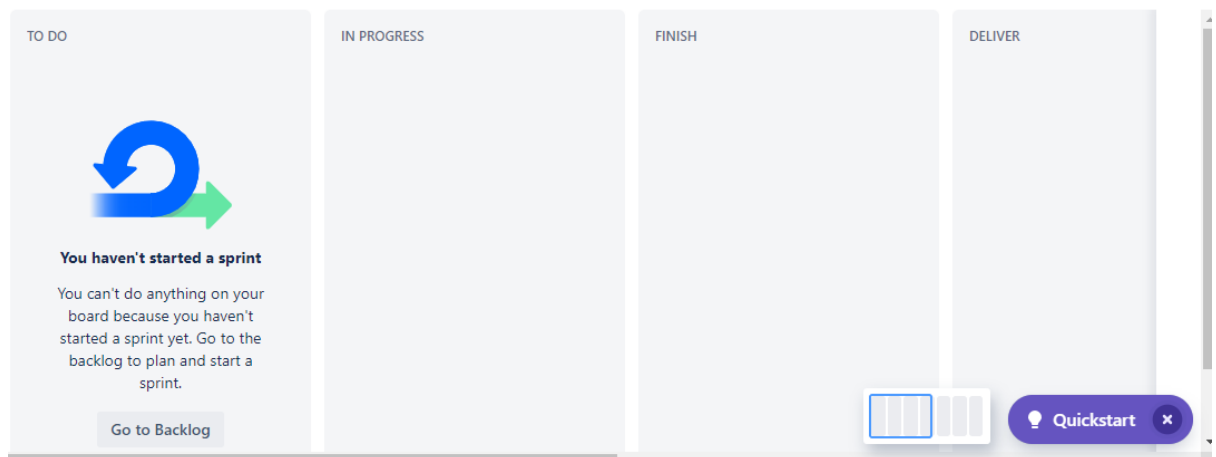 TO DO
IN PROGRESS
FINISH
DELIVER
You haven't started a sprint
You can't do anything on your
board because you haven't
started a sprint yet. Go to the
backlog to plan and start a
sprint.
Go to Backlog
Quickstart